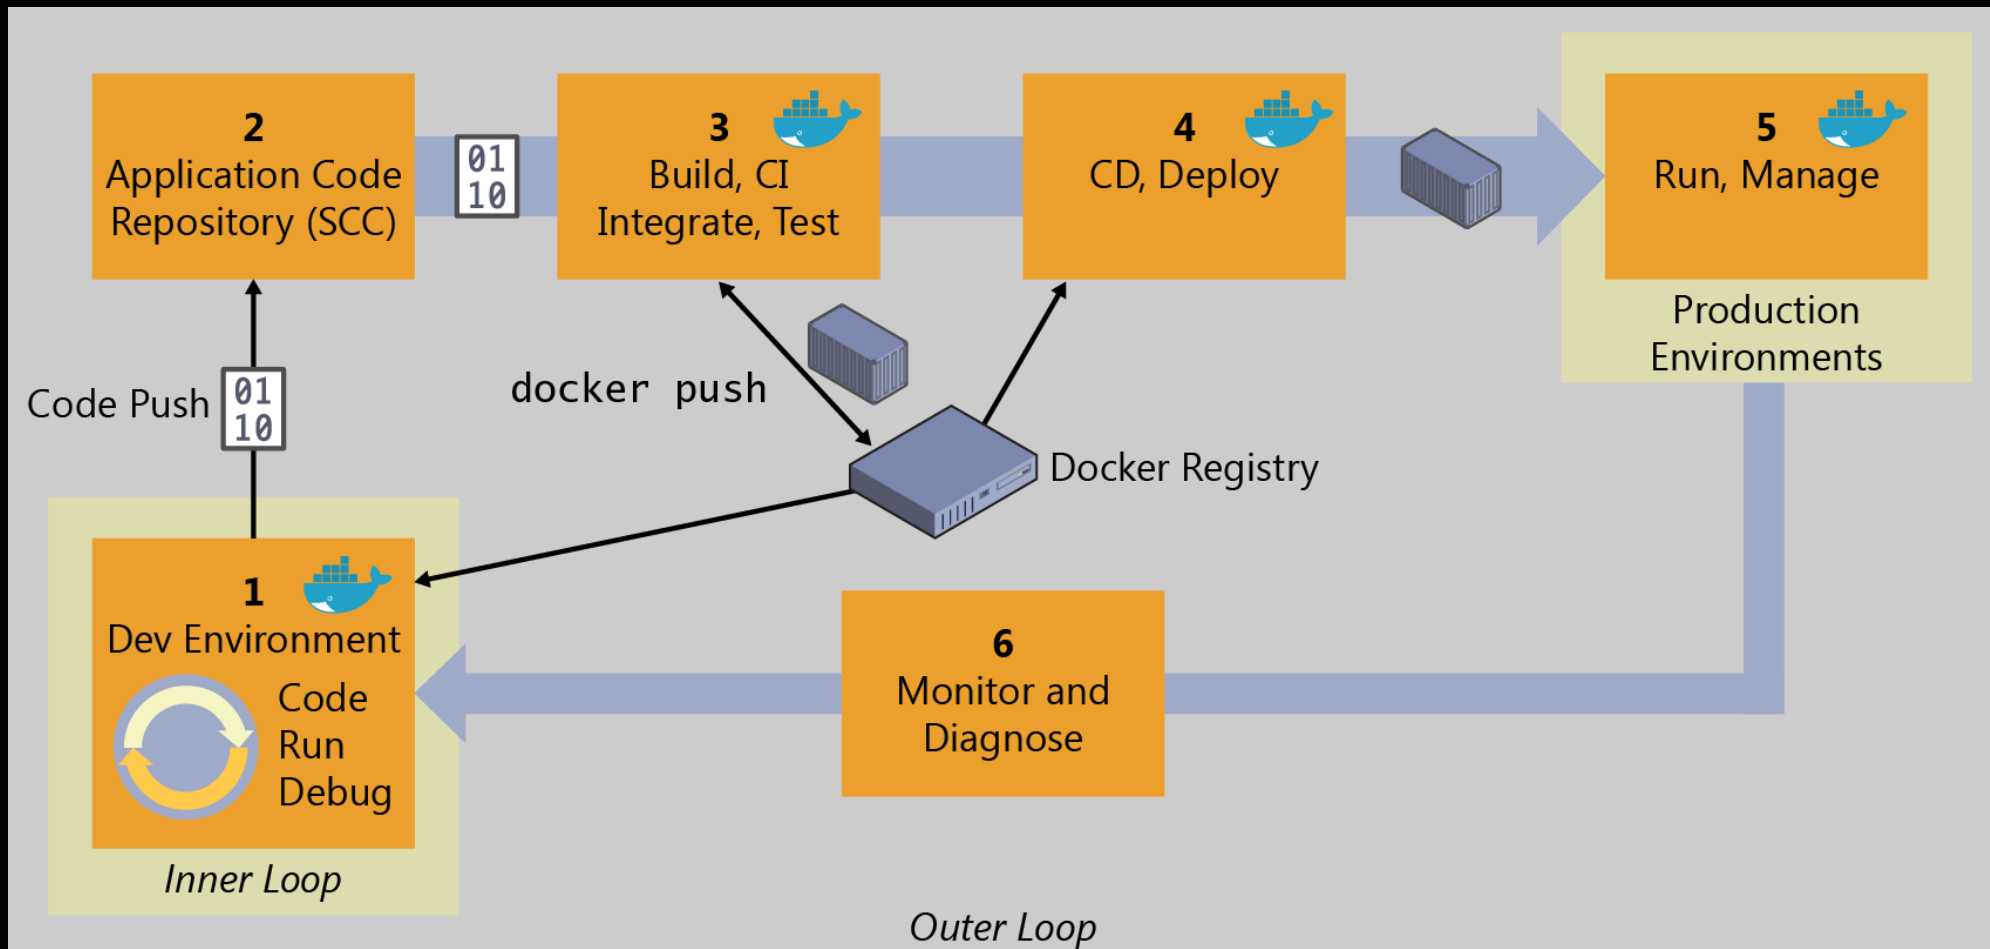 2
Application Code
Repository (SCC)
01
10
3
Build, CI
Integrate, Test
4
CD, Deploy
5
Run, Manage
Production
Environments
Code Push
01
10
docker push
Docker Registry
1
Dev Environment
Code
Run
Debug
Inner Loop
6
Monitor and
Diagnose
Outer Loop